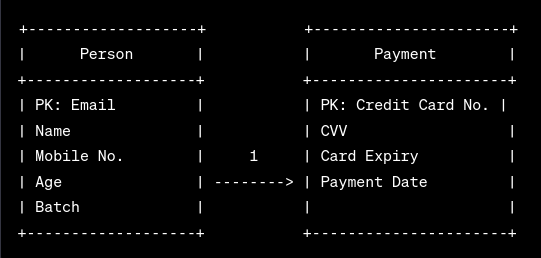 +-------------------+           +----------------------+
|      Person       |           |       Payment        |
+-------------------+           +----------------------+
| PK: Email         |           | PK: Credit Card No. |
| Name              |           | CVV                  |
| Mobile No.        |     1     | Card Expiry          |
| Age               | --------> | Payment Date         |
| Batch             |           |                      |
+-------------------+           +----------------------+